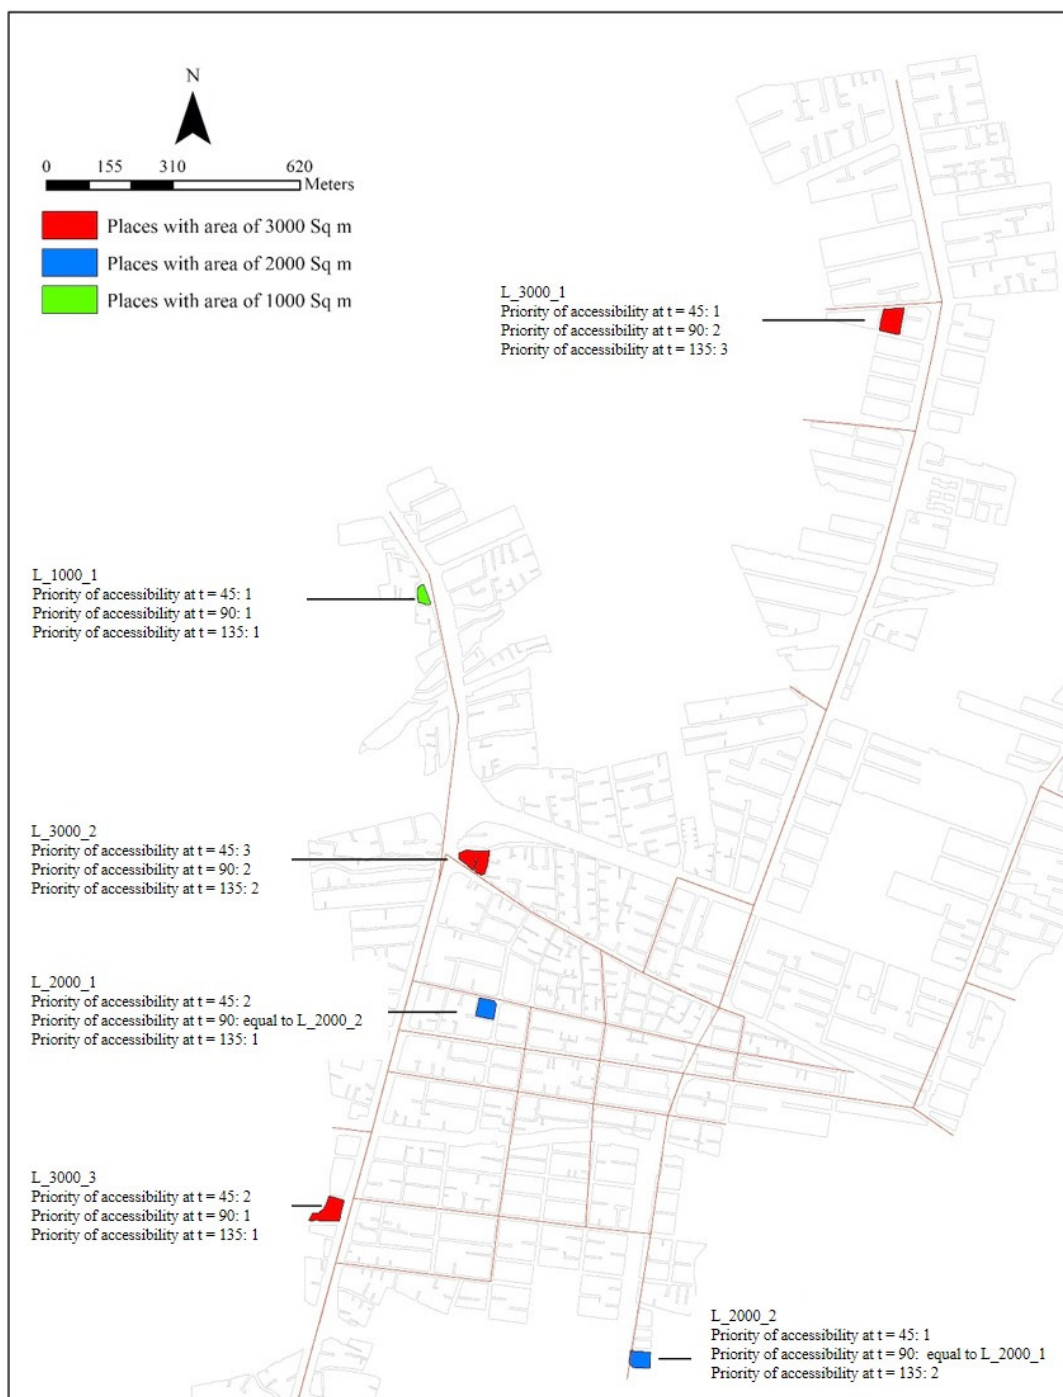 N
0 155 310 620
Meters
Places with area of 3000 Sq m
Places with area of 2000 Sq m
Places with area of 1000 Sq m
L_3000_1
Priority of accessibility at t = 45: 1
Priority of accessibility at t = 90: 2
Priority of accessibility at t = 135: 3
L_1000_1
Priority of accessibility at t = 45: 1
Priority of accessibility at t = 90: 1
Priority of accessibility at t = 135: 1
L_3000_2
Priority of accessibility at t = 45: 3
Priority of accessibility at t = 90: 2
Priority of accessibility at t = 135: 2
L_2000_1
Priority of accessibility at t = 45: 2
Priority of accessibility at t = 90: equal to L_2000_2
Priority of accessibility at t = 135: 1
L_3000_3
Priority of accessibility at t = 45: 2
Priority of accessibility at t = 90: 1
Priority of accessibility at t = 135: 1
L_2000_2
Priority of accessibility at t = 45: 1
Priority of accessibility at t = 90: equal to L_2000_1
Priority of accessibility at t = 135: 2